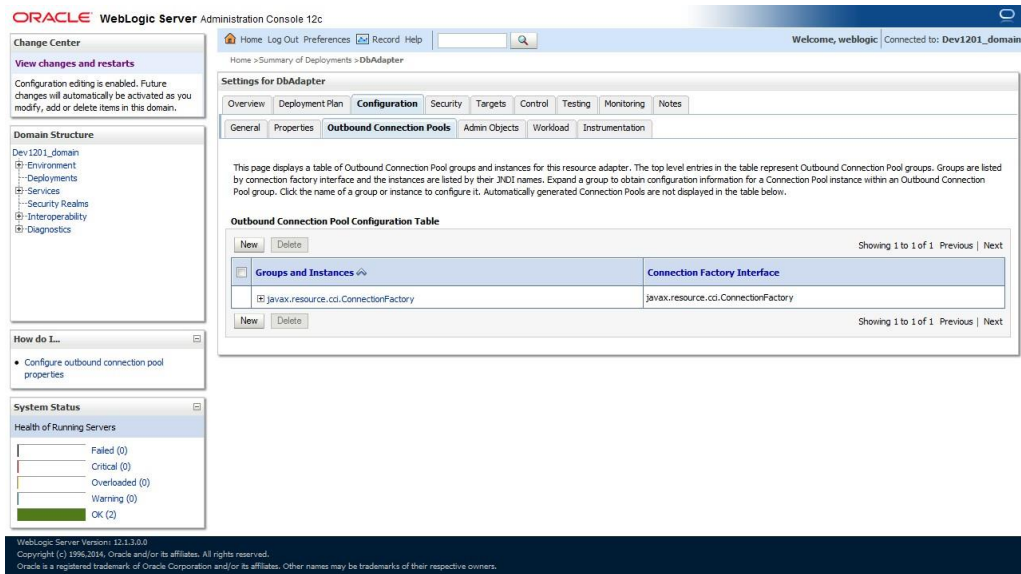 ORACLE WebLogic Server Administration Console 12c
Change Center
View changes and restarts
Configuration editing is enabled. Future
changes will automatically be activated as you
modify, add or delete items in this domain.
Domain Structure
Dev1201_domain
Environment
Deployments
Services
Security Realms
Interoperability
Diagnostics
How do I...
Configure outbound connection pool
properties
System Status
Health of Running Servers
Failed (0)
Critical (0)
Overloaded (0)
Warning (0)
OK (2)
Home Log Out Preferences Record Help
Welcome, weblogic Connected to: Dev1201_domain
Home >Summary of Deployments >DbAdapter
Settings for DbAdapter
Overview Deployment Plan Configuration Security Targets Control Testing Monitoring Notes
General Properties Outbound Connection Pools Admin Objects Workload Instrumentation
This page displays a table of Outbound Connection Pool groups and instances for this resource adapter. The top level entries in the table represent Outbound Connection Pool groups. Groups are listed
by connection factory interface and the instances are listed by their JNDI names. Expand a group to obtain configuration information for a Connection Pool instance within an Outbound Connection
Pool group. Click the name of a group or instance to configure it. Automatically generated Connection Pools are not displayed in the table below.
Outbound Connection Pool Configuration Table
New Delete Showing 1 to 1 of 1 Previous | Next
Groups and Instances Connection Factory Interface
javax.resource.cci.ConnectionFactory javax.resource.cci.ConnectionFactory
New Delete Showing 1 to 1 of 1 Previous | Next
WebLogic Server Version: 12.1.3.0.0
Copyright (c) 1996,2014, Oracle and/or its affiliates. All rights reserved.
Oracle is a registered trademark of Oracle Corporation and/or its affiliates. Other names may be trademarks of their respective owners.